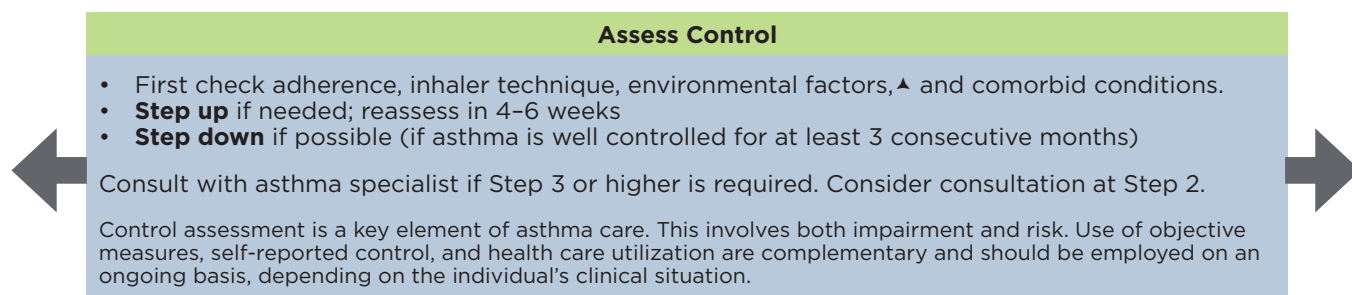 Assess Control
• First check adherence, inhaler technique, environmental factors,▲ and comorbid conditions.
• Step up if needed; reassess in 4–6 weeks
• Step down if possible (if asthma is well controlled for at least 3 consecutive months)
Consult with asthma specialist if Step 3 or higher is required. Consider consultation at Step 2.
Control assessment is a key element of asthma care. This involves both impairment and risk. Use of objective
measures, self-reported control, and health care utilization are complementary and should be employed on an
ongoing basis, depending on the individual’s clinical situation.